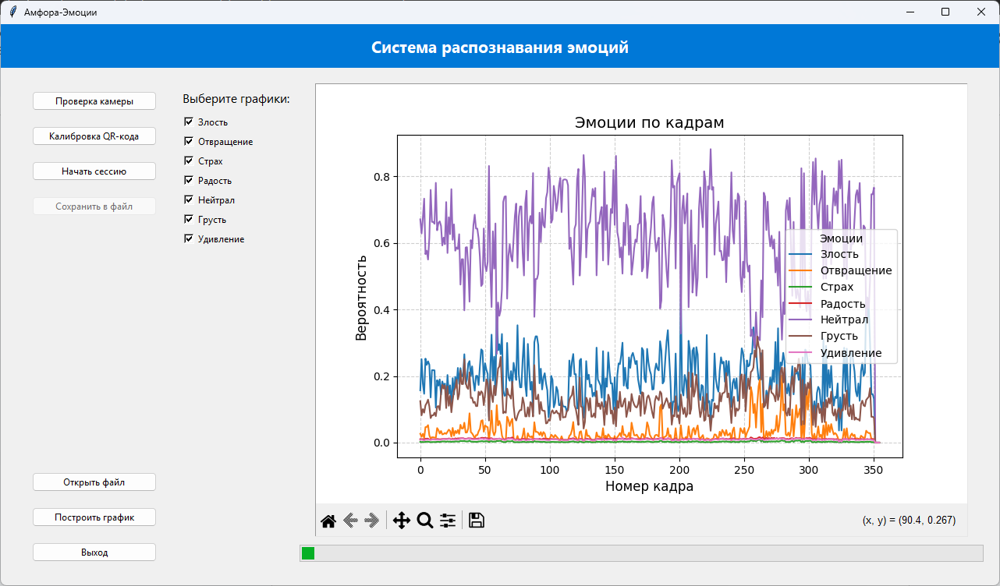 Амфора-Эмоции
Система распознавания эмоций
Проверка камеры
Калибровка QR-кода
Начать сессию
Сохранить в файл
Выберите графики:
Злость
Отвращение
Страх
Радость
Нейтрал
Грусть
Удивление
Эмоции по кадрам
Вероятность
0.8
0.6
0.4
0.2
0.0
0 50 100 150 200 250 300 350
Номер кадра
Эмоции
Злость
Отвращение
Страх
Радость
Нейтрал
Грусть
Удивление
Открыть файл
Построить график
Выход
(x, y) = (90.4, 0.267)